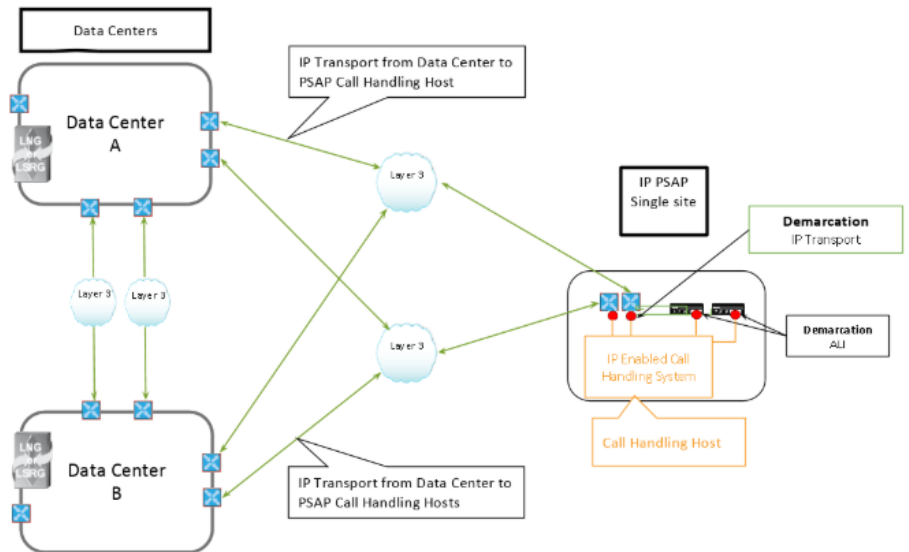 Data Centers
IP Transport from Data Center to
PSAP Call Handling Host
Data Center
A
LNG
LSRG
Layer 3
IP PSAP
Single site
Demarcation
IP Transport
Layer 3
Layer 3
Layer 3
Demarcation
ALI
IP Enabled Call
Handling System
Call Handling Host
LNG
LSRG
Data Center
B
IP Transport from Data Center to
PSAP Call Handling Hosts